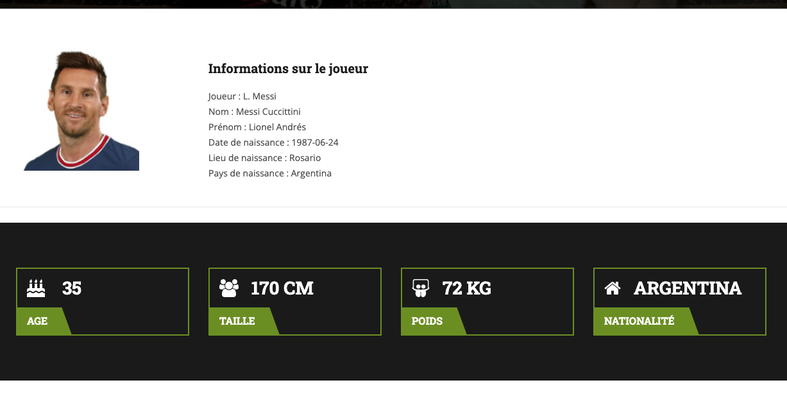 Informations sur le joueur
Joueur : L. Messi
Nom : Messi Cuccittini
Prénom : Lionel Andrés
Date de naissance : 1987-06-24
Lieu de naissance : Rosario
Pays de naissance : Argentina
35
AGE
170 CM
TAILLE
72 KG
POIDS
ARGENTINA
NATIONALITÉ